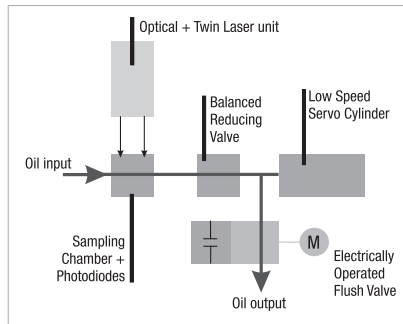 Optical + Twin Laser unit
Balanced
Reducing
Valve
Low Speed
Servo Cylinder
Oil input
Sampling
Chamber +
Photodiodes
M
Electrically
Operated
Flush Valve
Oil output